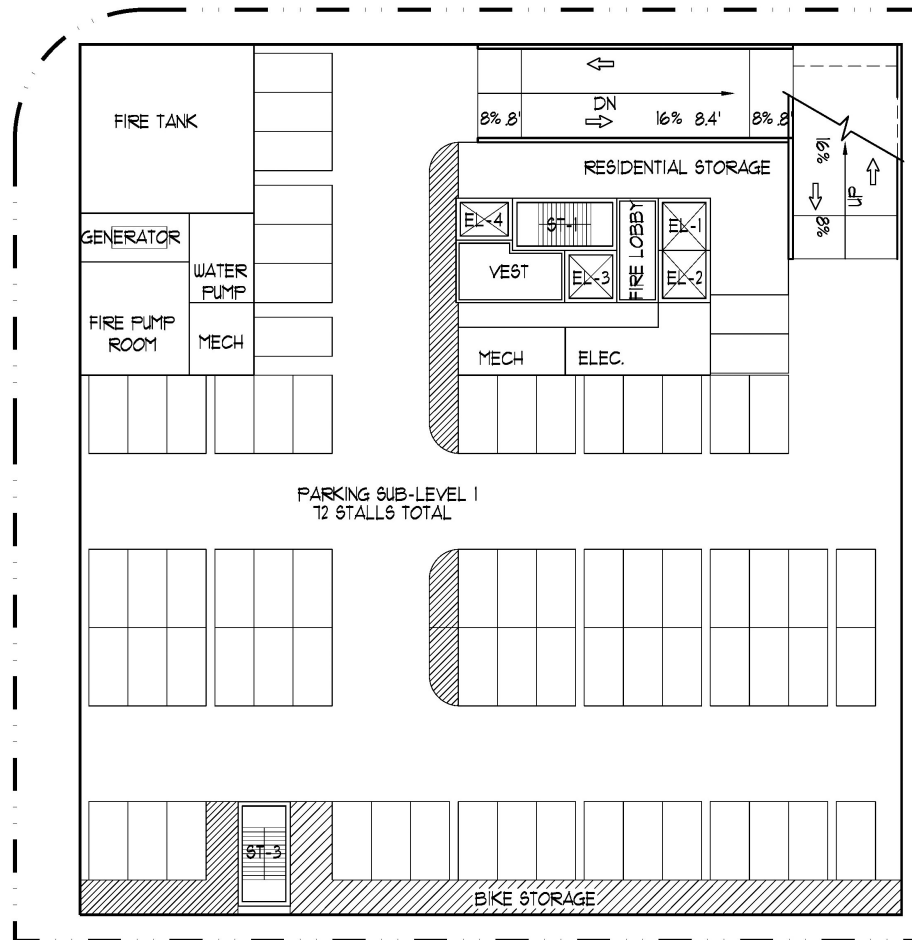 DN
8% .8'
16% 8.4'
8% .8'
FIRE TANK
16%
UP
8%
RESIDENTIAL STORAGE
EL-4
ST-1
FIRE LOBBY
EL-1
GENERATOR
WATER
PUMP
VEST
EL-3
EL-2
FIRE PUMP
ROOM
MECH
MECH
ELEC.
PARKING SUB-LEVEL 1
72 STALLS TOTAL
ST-3
BIKE STORAGE